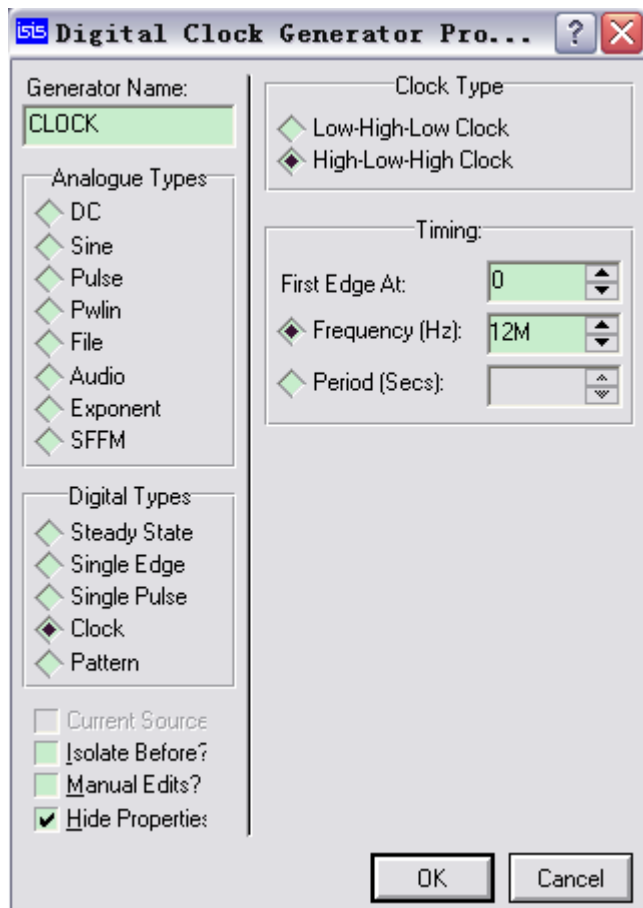 isis Digital Clock Generator Pro...
Generator Name:
CLOCK
Analogue Types
DC
Sine
Pulse
Pwlin
File
Audio
Exponent
SFFM
Digital Types
Steady State
Single Edge
Single Pulse
Clock
Pattern
Current Source
Isolate Before?
Manual Edits?
Hide Properties
Clock Type
Low-High-Low Clock
High-Low-High Clock
Timing:
First Edge At:
0
Frequency (Hz):
12M
Period (Secs):
OK
Cancel